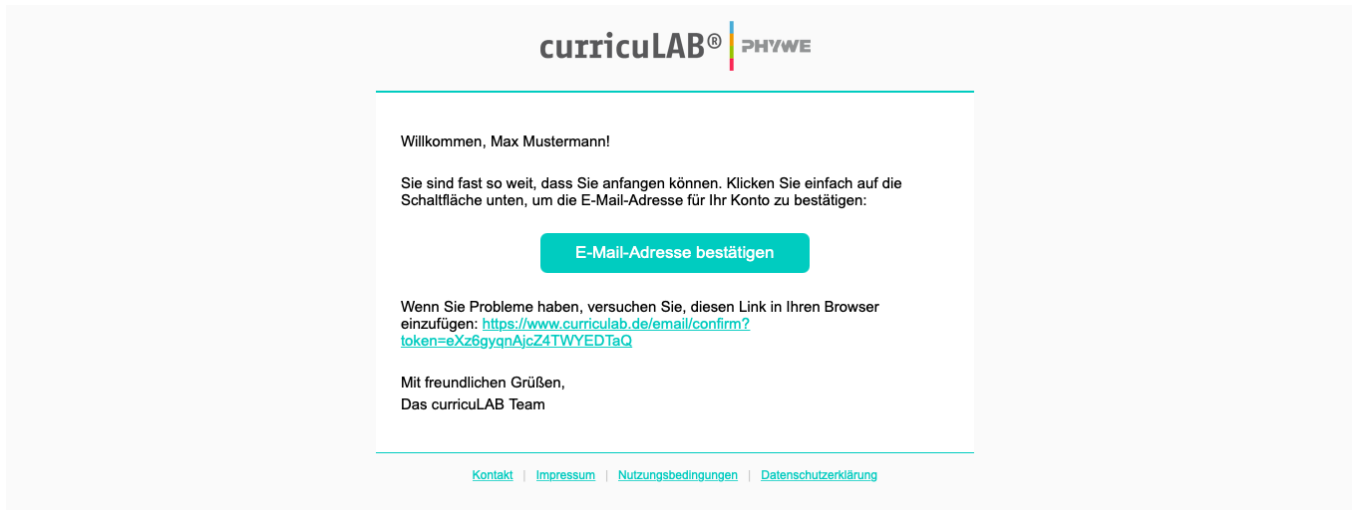 curricuLAB® PHYWE
Willkommen, Max Mustermann!
Sie sind fast so weit, dass Sie anfangen können. Klicken Sie einfach auf die
Schaltfläche unten, um die E-Mail-Adresse für Ihr Konto zu bestätigen:
E-Mail-Adresse bestätigen
Wenn Sie Probleme haben, versuchen Sie, diesen Link in Ihren Browser
einzufügen: https://www.curriculab.de/email/confirm?
token=eXz6gyqnAjcZ4TWYEDTaQ
Mit freundlichen Grüßen,
Das curricuLAB Team
Kontakt | Impressum | Nutzungsbedingungen | Datenschutzerklärung